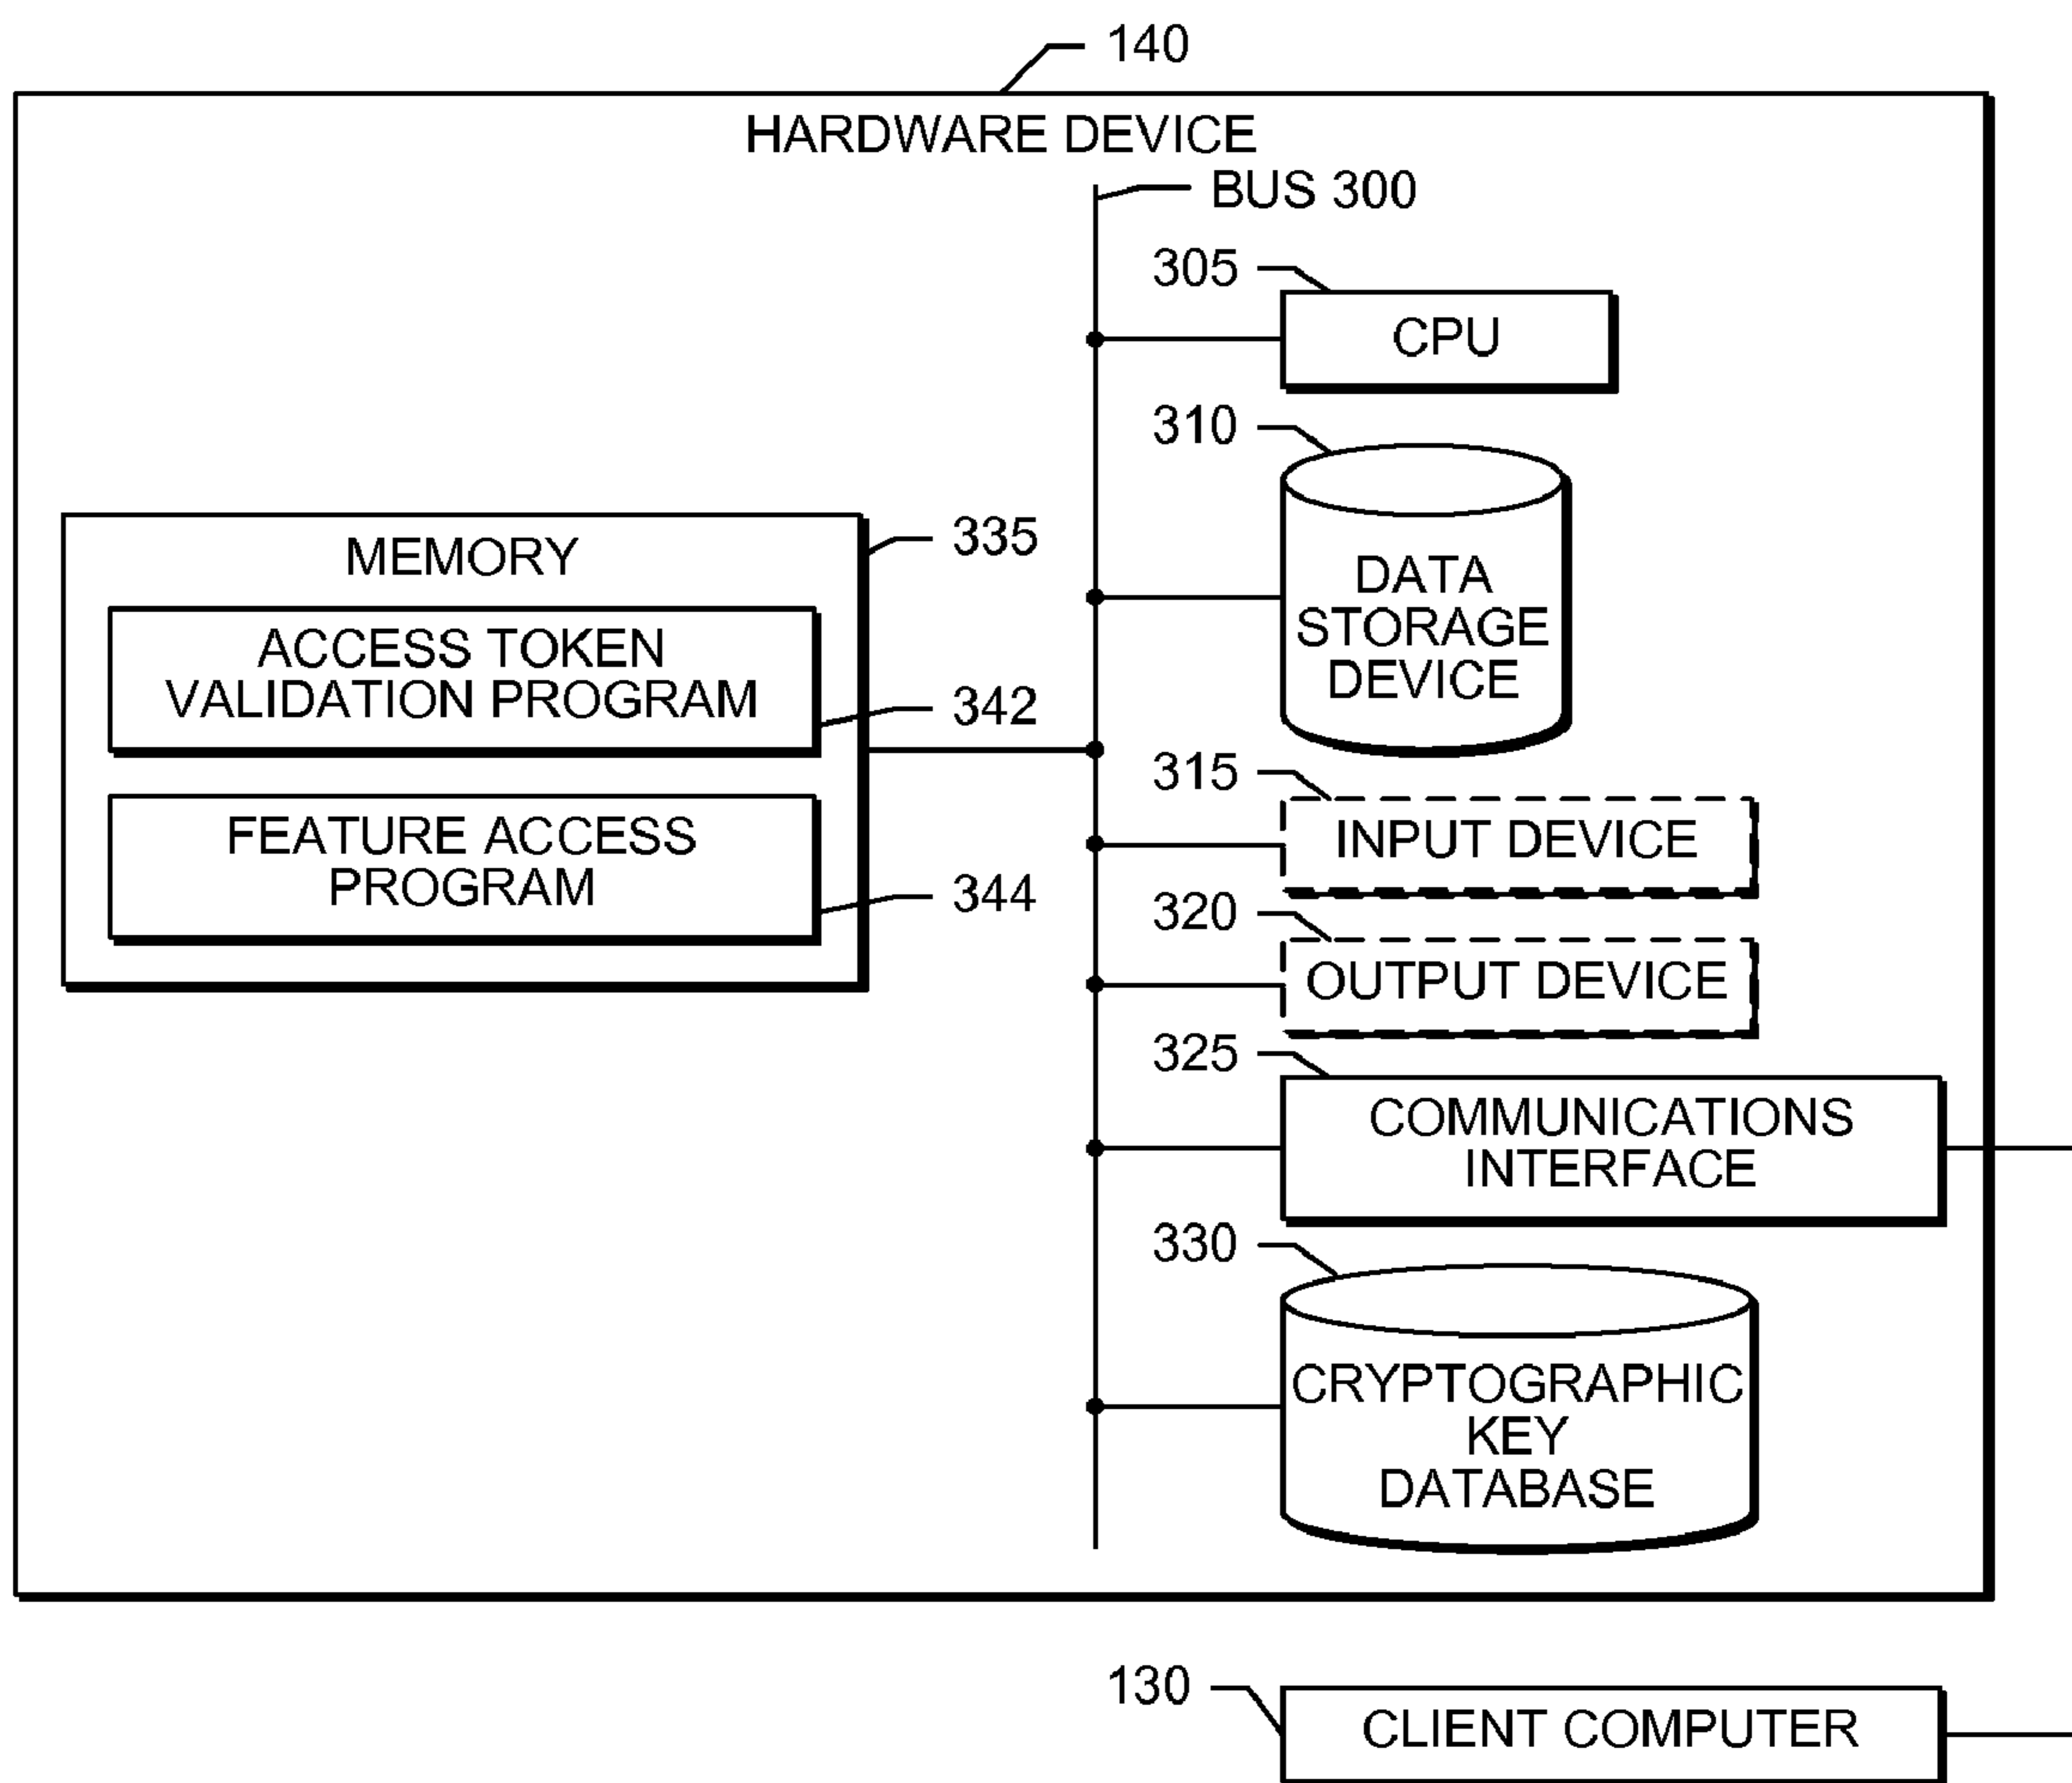 140
HARDWARE DEVICE
BUS 300
305
CPU
310
DATA
STORAGE
DEVICE
MEMORY
335
ACCESS TOKEN
VALIDATION PROGRAM
342
FEATURE ACCESS
PROGRAM
344
315
INPUT DEVICE
320
OUTPUT DEVICE
325
COMMUNICATIONS
INTERFACE
330
CRYPTOGRAPHIC
KEY
DATABASE
130
CLIENT COMPUTER